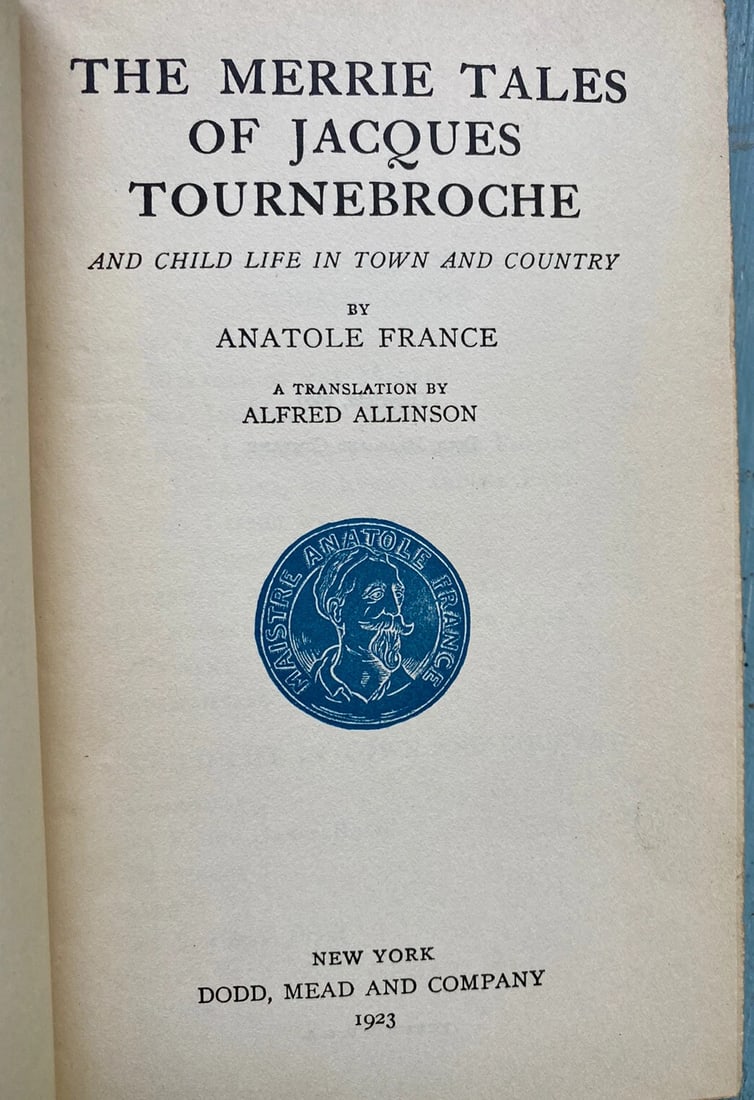 THE MERRIE TALES
OF JACQUES
TOURNEBROCHE
AND CHILD LIFE IN TOWN AND COUNTRY
BY
ANATOLE FRANCE
A TRANSLATION BY
ALFRED ALLINSON
MAISTRE ANATOLE FRANCE
NEW YORK
DODD, MEAD AND COMPANY
1923